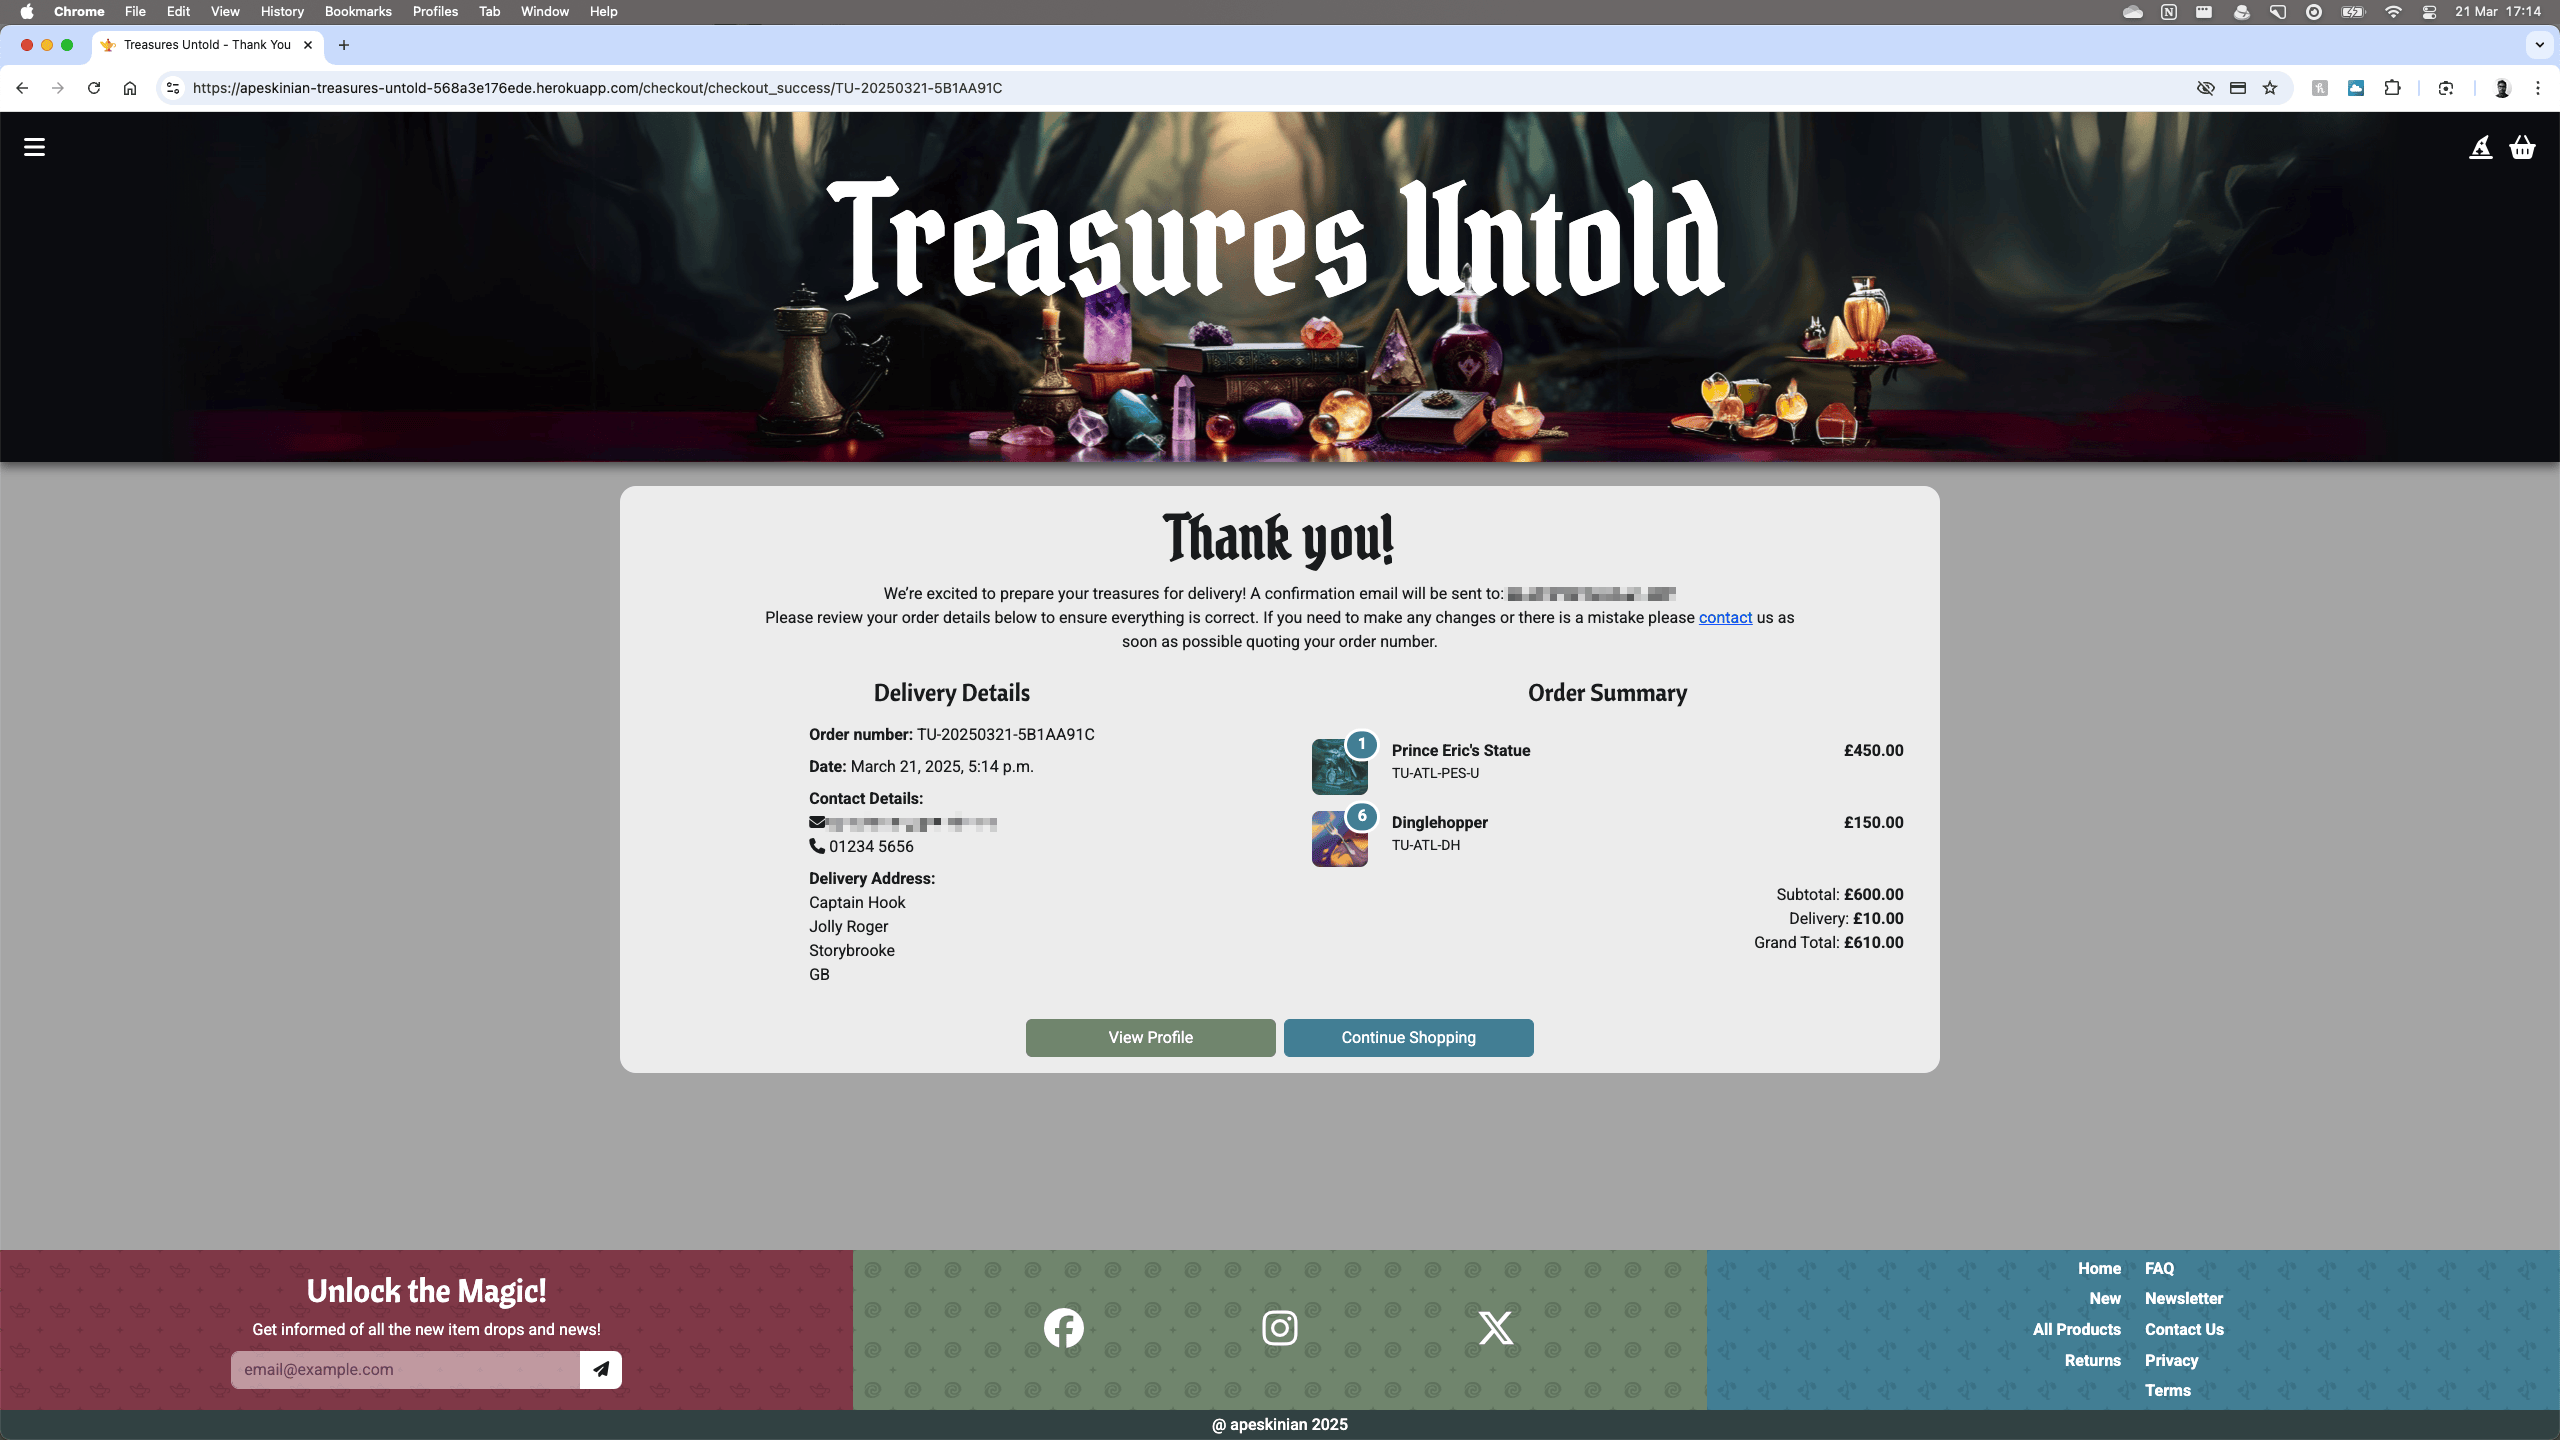 Chrome File Edit View History Bookmarks Profiles Tab Window Help 21 Mar 17:14
Treasures Untold - Thank You
https://apeskinian-treasures-untold-568a3e176ede.herokuapp.com/checkout/checkout_success/TU-20250321-5B1AA91C
Treasures Untold
Thank you!
We’re excited to prepare your treasures for delivery! A confirmation email will be sent to:
Please review your order details below to ensure everything is correct. If you need to make any changes or there is a mistake please contact us as
soon as possible quoting your order number.
Delivery Details
Order number: TU-20250321-5B1AA91C
Date: March 21, 2025, 5:14 p.m.
Contact Details:
01234 5656
Delivery Address:
Captain Hook
Jolly Roger
Storybrooke
GB
Order Summary
1
Prince Eric's Statue £450.00
TU-ATL-PES-U
6
Dinglehopper £150.00
TU-ATL-DH
Subtotal: £600.00
Delivery: £10.00
Grand Total: £610.00
View Profile Continue Shopping
Unlock the Magic!
Get informed of all the new item drops and news!
email@example.com
Home FAQ
New Newsletter
All Products Contact Us
Returns Privacy
Terms
@ apeskinian 2025